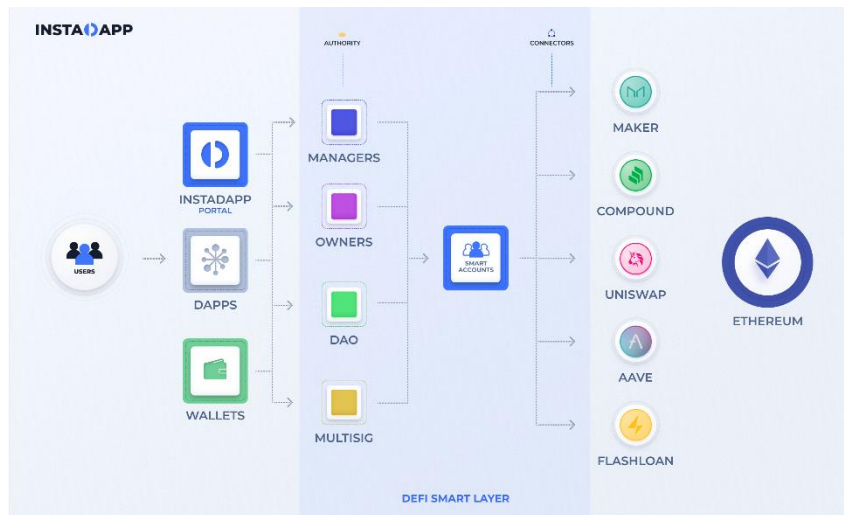 INSTADAPP
AUTHORITY
CONNECTORS
MAKER
MANAGERS
INSTADAPP
PORTAL
COMPOUND
OWNERS
USERS
SMART
ACCOUNTS
DAPPS
UNISWAP
ETHEREUM
DAO
AAVE
WALLETS
MULTISIG
FLASHLOAN
DEFI SMART LAYER